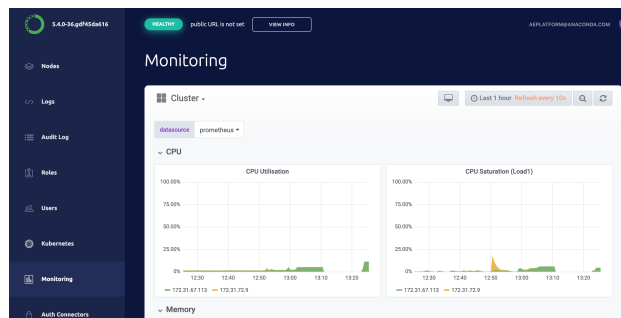 5.4.0-36.gdf45da616
HEALTHY public URL is not set VIEW INFO
AEPLATFORM@ANACONDA.COM
Nodes
Logs
Audit Log
Roles
Users
Kubernetes
Monitoring
Auth Connectors
Monitoring
Cluster
Last 1 hour Refresh every 10s
datasource prometheus
CPU
CPU Utilisation
100.00%
75.00%
50.00%
25.00%
0%
12:30 12:40 12:50 13:00 13:10 13:20
172.31.67.113 172.31.72.9
CPU Saturation (Load1)
100.00%
75.00%
50.00%
25.00%
0%
12:30 12:40 12:50 13:00 13:10 13:20
172.31.67.113 172.31.72.9
Memory